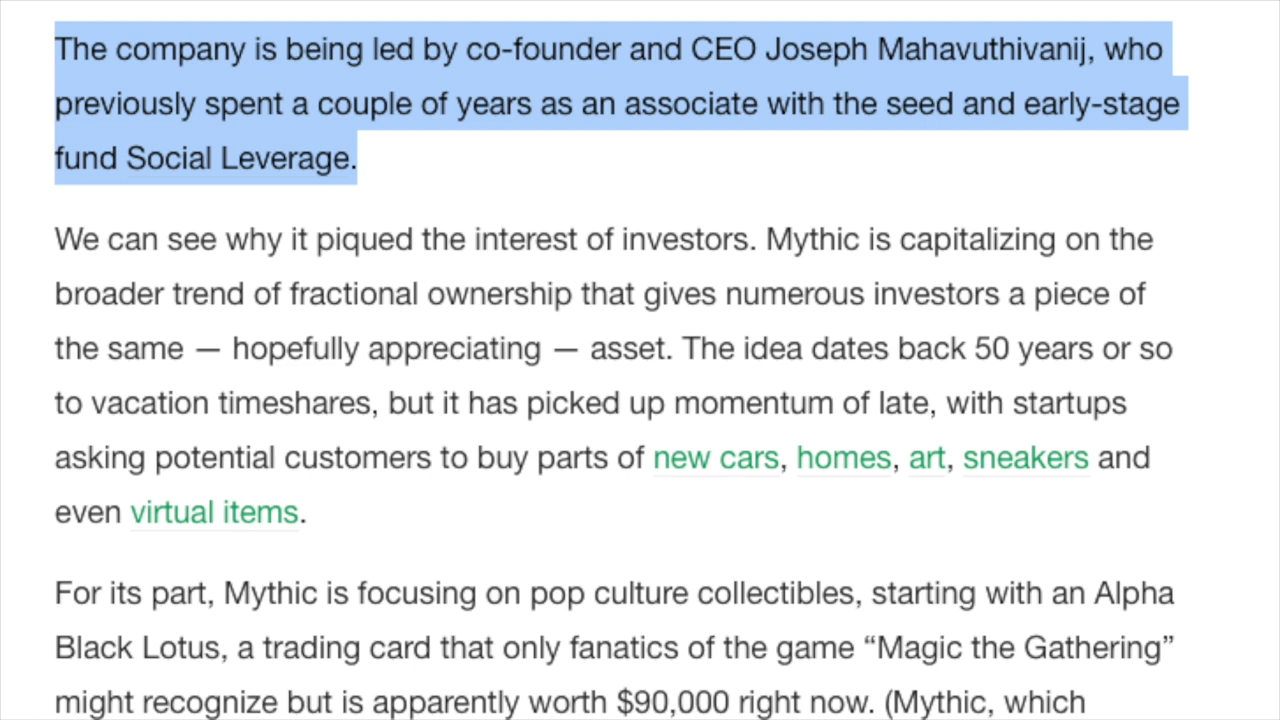 The company is being led by co-founder and CEO Joseph Mahavuthivanij, who
previously spent a couple of years as an associate with the seed and early-stage
fund Social Leverage.
We can see why it piqued the interest of investors. Mythic is capitalizing on the
broader trend of fractional ownership that gives numerous investors a piece of
the same — hopefully appreciating — asset. The idea dates back 50 years or so
to vacation timeshares, but it has picked up momentum of late, with startups
asking potential customers to buy parts of new cars, homes, art, sneakers and
even virtual items.
For its part, Mythic is focusing on pop culture collectibles, starting with an Alpha
Black Lotus, a trading card that only fanatics of the game “Magic the Gathering”
might recognize but is apparently worth $90,000 right now. (Mythic, which